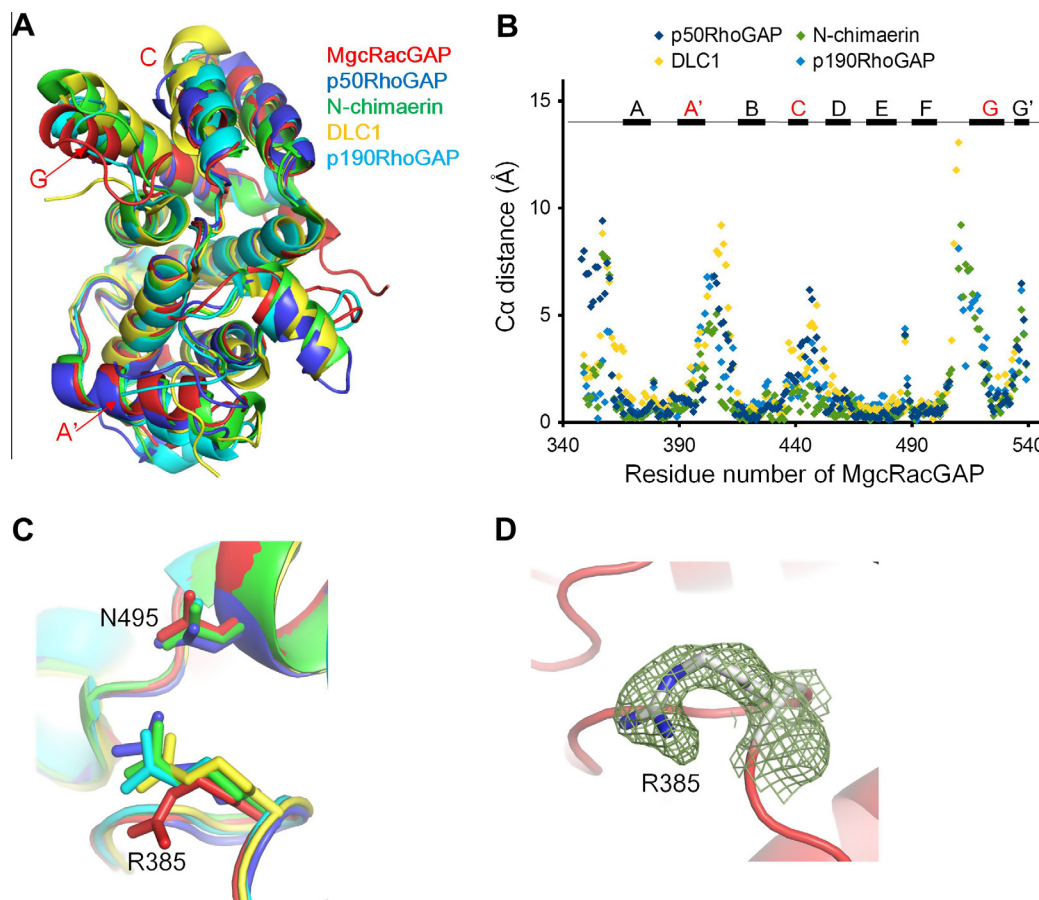 A
C
MgcRacGAP
p50RhoGAP
N-chimaerin
DLC1
p190RhoGAP
G
A'
B
p50RhoGAP N-chimaerin
DLC1 p190RhoGAP
15
A A' B C D E F G G'
10
5
0
340 390 440 490 540
Cα distance (Å)
Residue number of MgcRacGAP
C
N495
R385
D
R385